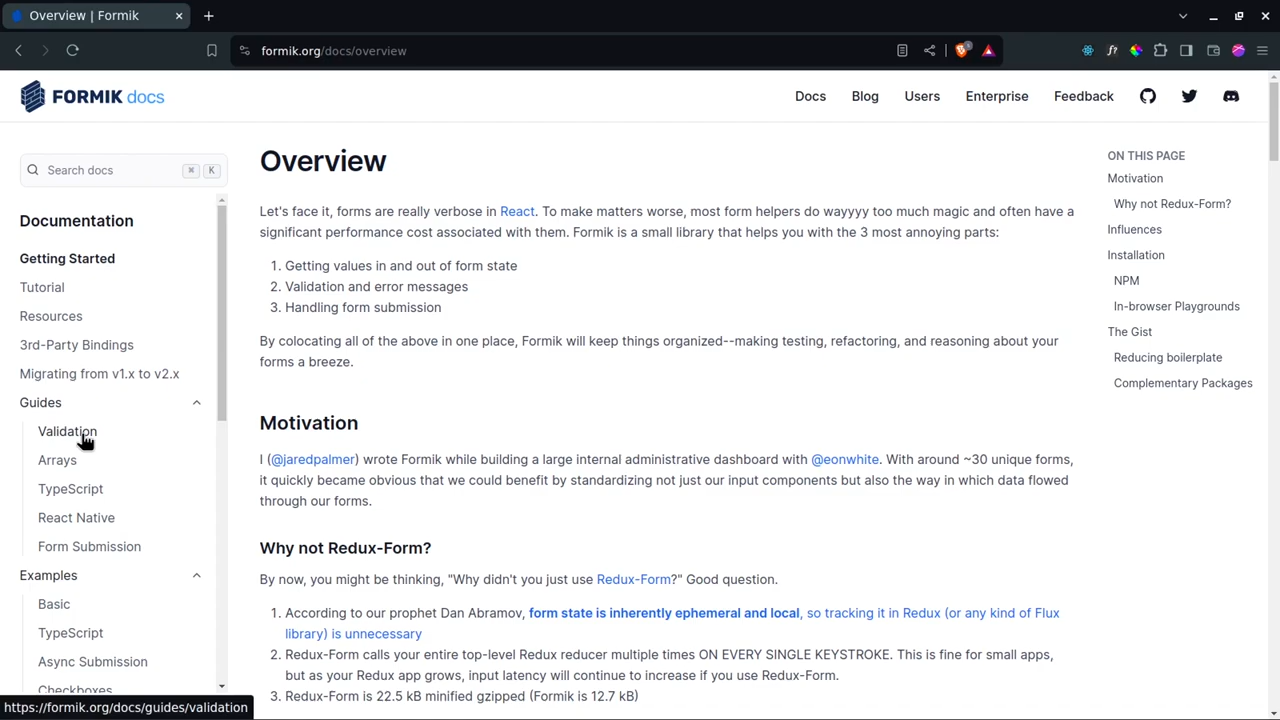 Overview | Formik
formik.org/docs/overview
1
FORMIK docs
Docs
Blog
Users
Enterprise
Feedback
Search docs
⌘ K
Documentation
Getting Started
Tutorial
Resources
3rd-Party Bindings
Migrating from v1.x to v2.x
Guides
Validation
Arrays
TypeScript
React Native
Form Submission
Examples
Basic
TypeScript
Async Submission
Checkboxes
https://formik.org/docs/guides/validation
Overview
Let's face it, forms are really verbose in React. To make matters worse, most form helpers do wayyyy too much magic and often have a
significant performance cost associated with them. Formik is a small library that helps you with the 3 most annoying parts:
1. Getting values in and out of form state
2. Validation and error messages
3. Handling form submission
By colocating all of the above in one place, Formik will keep things organized--making testing, refactoring, and reasoning about your
forms a breeze.
Motivation
I (@jaredpalmer) wrote Formik while building a large internal administrative dashboard with @eonwhite. With around ~30 unique forms,
it quickly became obvious that we could benefit by standardizing not just our input components but also the way in which data flowed
through our forms.
Why not Redux-Form?
By now, you might be thinking, "Why didn't you just use Redux-Form?" Good question.
1. According to our prophet Dan Abramov, form state is inherently ephemeral and local, so tracking it in Redux (or any kind of Flux
library) is unnecessary
2. Redux-Form calls your entire top-level Redux reducer multiple times ON EVERY SINGLE KEYSTROKE. This is fine for small apps,
but as your Redux app grows, input latency will continue to increase if you use Redux-Form.
3. Redux-Form is 22.5 kB minified gzipped (Formik is 12.7 kB)
ON THIS PAGE
Motivation
Why not Redux-Form?
Influences
Installation
NPM
In-browser Playgrounds
The Gist
Reducing boilerplate
Complementary Packages